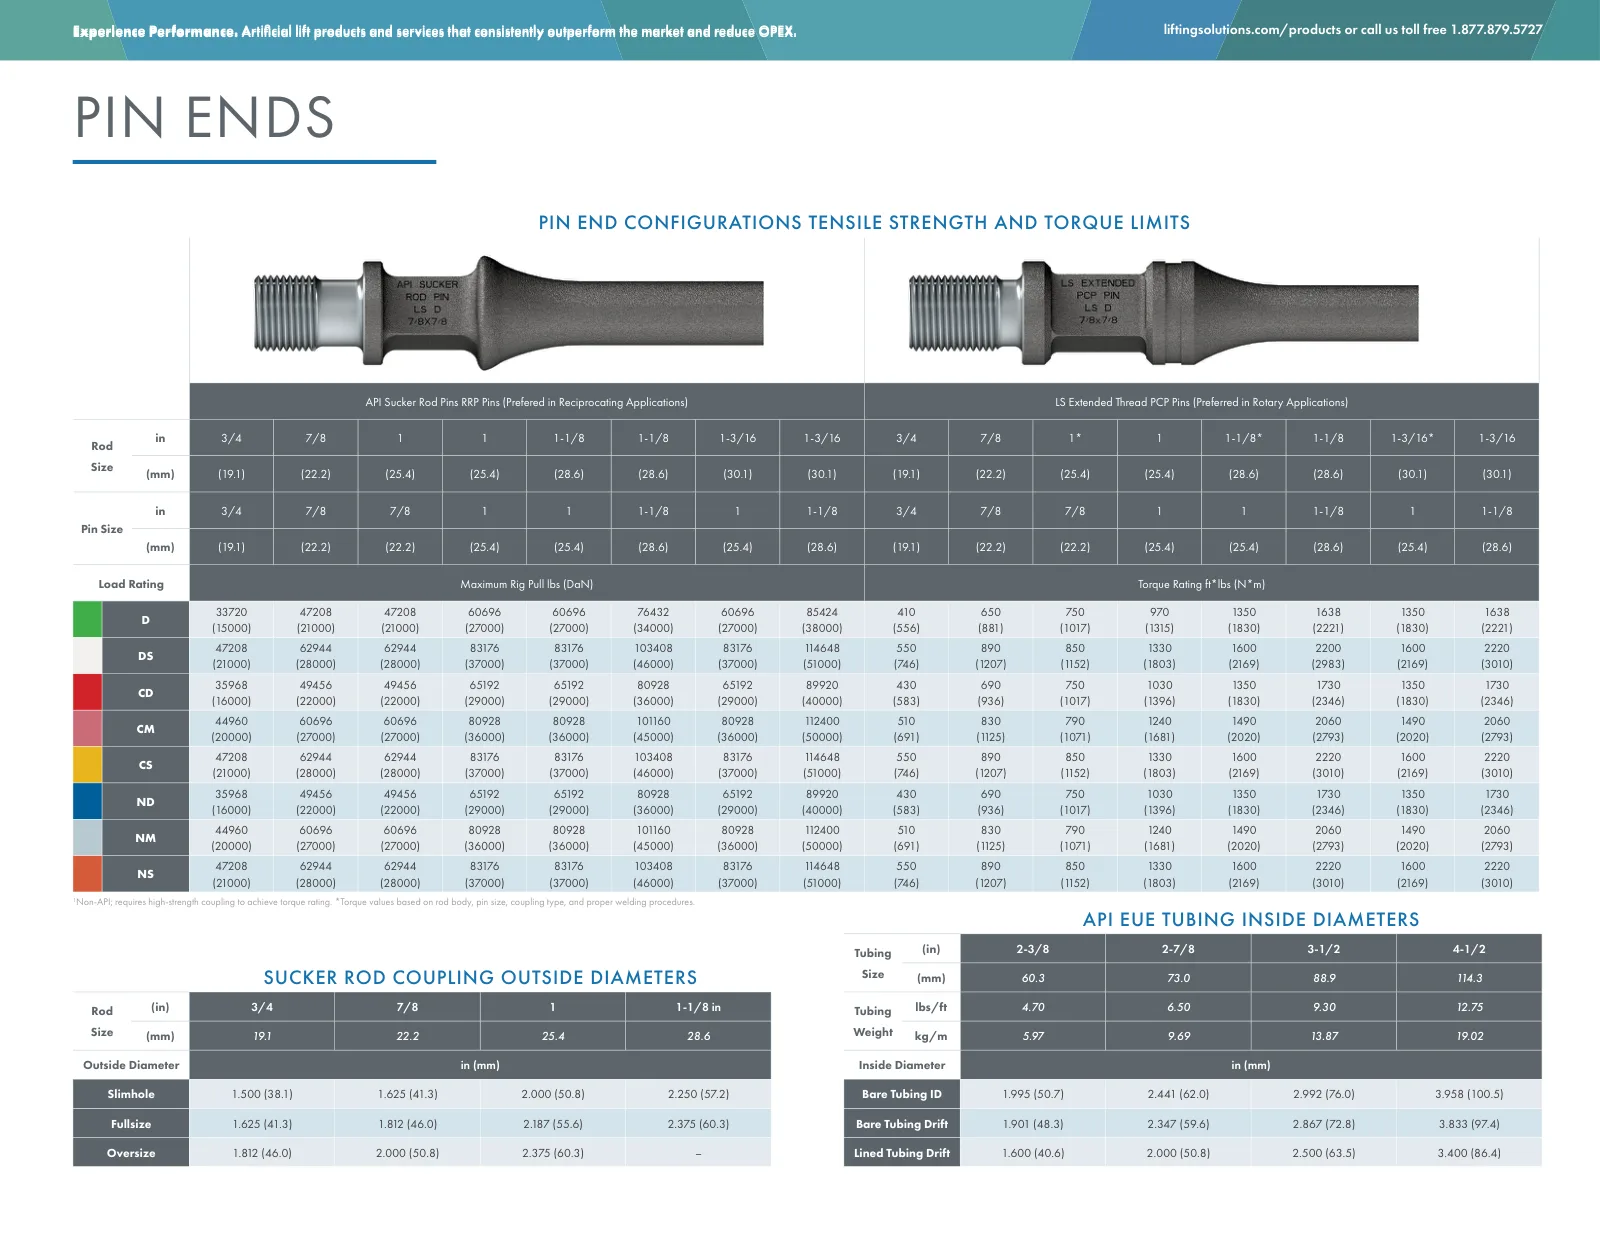 Experience Performance. Artificial lift products and services that consistently outperform the market and reduce OPEX.
liftingsolutions.com/products or call us toll free 1.877.879.5727
PIN ENDS
PIN END CONFIGURATIONS TENSILE STRENGTH AND TORQUE LIMITS
API SUCKER
ROD PIN
LS D
7/8X7/8
LS EXTENDED
PCP PIN
LS D
7/8x7/8
API Sucker Rod Pins RRP Pins (Prefered in Reciprocating Applications) LS Extended Thread PCP Pins (Preferred in Rotary Applications)
Rod Size in 3/4 7/8 1 1 1-1/8 1-1/8 1-3/16 1-3/16 3/4 7/8 1* 1 1-1/8* 1-1/8 1-3/16* 1-3/16
(mm) (19.1) (22.2) (25.4) (25.4) (28.6) (28.6) (30.1) (30.1) (19.1) (22.2) (25.4) (25.4) (28.6) (28.6) (30.1) (30.1)
Pin Size in 3/4 7/8 7/8 1 1 1-1/8 1 1-1/8 3/4 7/8 7/8 1 1 1-1/8 1 1-1/8
(mm) (19.1) (22.2) (22.2) (25.4) (25.4) (28.6) (25.4) (28.6) (19.1) (22.2) (22.2) (25.4) (25.4) (28.6) (25.4) (28.6)
Load Rating Maximum Rig Pull lbs (DaN) Torque Rating ft*lbs (N*m)
D 33720 47208 47208 60696 60696 76432 60696 85424 410 650 750 970 1350 1638 1350 1638
(15000) (21000) (21000) (27000) (27000) (34000) (27000) (38000) (556) (881) (1017) (1315) (1830) (2221) (1830) (2221)
DS 47208 62944 62944 83176 83176 103408 83176 114648 550 890 850 1330 1600 2200 1600 2220
(21000) (28000) (28000) (37000) (37000) (46000) (37000) (51000) (746) (1207) (1152) (1803) (2169) (2983) (2169) (3010)
CD 35968 49456 49456 65192 65192 80928 65192 89920 430 690 750 1030 1350 1730 1350 1730
(16000) (22000) (22000) (29000) (29000) (36000) (29000) (40000) (583) (936) (1017) (1396) (1830) (2346) (1830) (2346)
CM 44960 60696 60696 80928 80928 101160 80928 112400 510 830 790 1240 1490 2060 1490 2060
(20000) (27000) (27000) (36000) (36000) (45000) (36000) (50000) (691) (1125) (1071) (1681) (2020) (2793) (2020) (2793)
CS 47208 62944 62944 83176 83176 103408 83176 114648 550 890 850 1330 1600 2220 1600 2220
(21000) (28000) (28000) (37000) (37000) (46000) (37000) (51000) (746) (1207) (1152) (1803) (2169) (3010) (2169) (3010)
ND 35968 49456 49456 65192 65192 80928 65192 89920 430 690 750 1030 1350 1730 1350 1730
(16000) (22000) (22000) (29000) (29000) (36000) (29000) (40000) (583) (936) (1017) (1396) (1830) (2346) (1830) (2346)
NM 44960 60696 60696 80928 80928 101160 80928 112400 510 830 790 1240 1490 2060 1490 2060
(20000) (27000) (27000) (36000) (36000) (45000) (36000) (50000) (691) (1125) (1071) (1681) (2020) (2793) (2020) (2793)
NS 47208 62944 62944 83176 83176 103408 83176 114648 550 890 850 1330 1600 2220 1600 2220
(21000) (28000) (28000) (37000) (37000) (46000) (37000) (51000) (746) (1207) (1152) (1803) (2169) (3010) (2169) (3010)
¹Non-API; requires high-strength coupling to achieve torque rating. *Torque values based on rod body, pin size, coupling type, and proper welding procedures.
SUCKER ROD COUPLING OUTSIDE DIAMETERS
Rod Size (in) 3/4 7/8 1 1-1/8 in
(mm) 19.1 22.2 25.4 28.6
Outside Diameter in (mm)
Slimhole 1.500 (38.1) 1.625 (41.3) 2.000 (50.8) 2.250 (57.2)
Fullsize 1.625 (41.3) 1.812 (46.0) 2.187 (55.6) 2.375 (60.3)
Oversize 1.812 (46.0) 2.000 (50.8) 2.375 (60.3) –
API EUE TUBING INSIDE DIAMETERS
Tubing Size (in) 2-3/8 2-7/8 3-1/2 4-1/2
(mm) 60.3 73.0 88.9 114.3
Tubing Weight lbs/ft 4.70 6.50 9.30 12.75
kg/m 5.97 9.69 13.87 19.02
Inside Diameter in (mm)
Bare Tubing ID 1.995 (50.7) 2.441 (62.0) 2.992 (76.0) 3.958 (100.5)
Bare Tubing Drift 1.901 (48.3) 2.347 (59.6) 2.867 (72.8) 3.833 (97.4)
Lined Tubing Drift 1.600 (40.6) 2.000 (50.8) 2.500 (63.5) 3.400 (86.4)